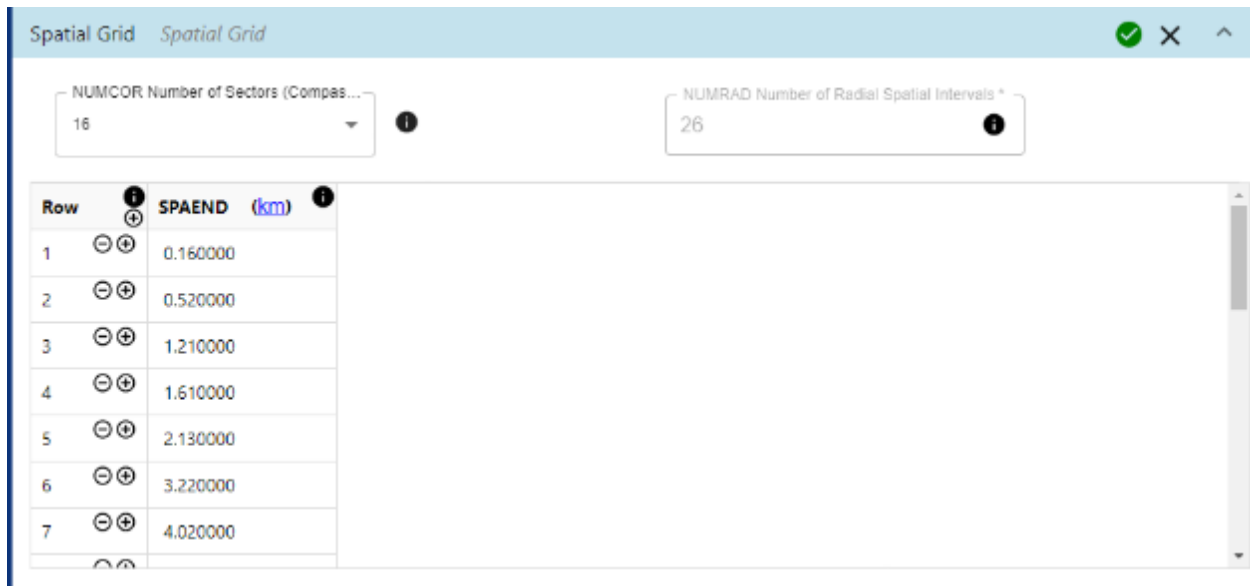 Spatial Grid Spatial Grid
NUMCOR Number of Sectors (Compas...
16
NUMRAD Number of Radial Spatial Intervals *
26
Row SPAEND (km)
1 0.160000
2 0.520000
3 1.210000
4 1.610000
5 2.130000
6 3.220000
7 4.020000